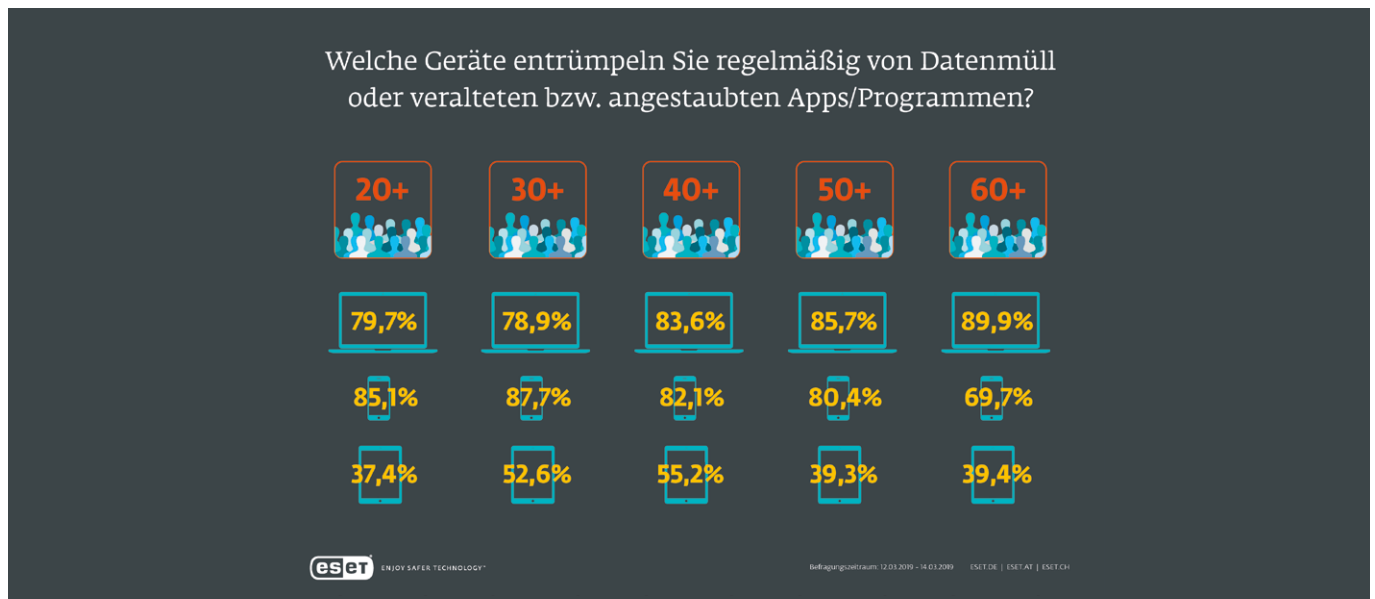 Welche Geräte entrümpeln Sie regelmäßig von Datenmüll
oder veralteten bzw. angestaubten Apps/Programmen?
20+ 30+ 40+ 50+ 60+
79,7% 78,9% 83,6% 85,7% 89,9%
85,1% 87,7% 82,1% 80,4% 69,7%
37,4% 52,6% 55,2% 39,3% 39,4%
eseT ENJOY SAFER TECHNOLOGY™ Befragungszeitraum: 12.03.2019 – 14.03.2019 ESET.DE | ESET.AT | ESET.CH